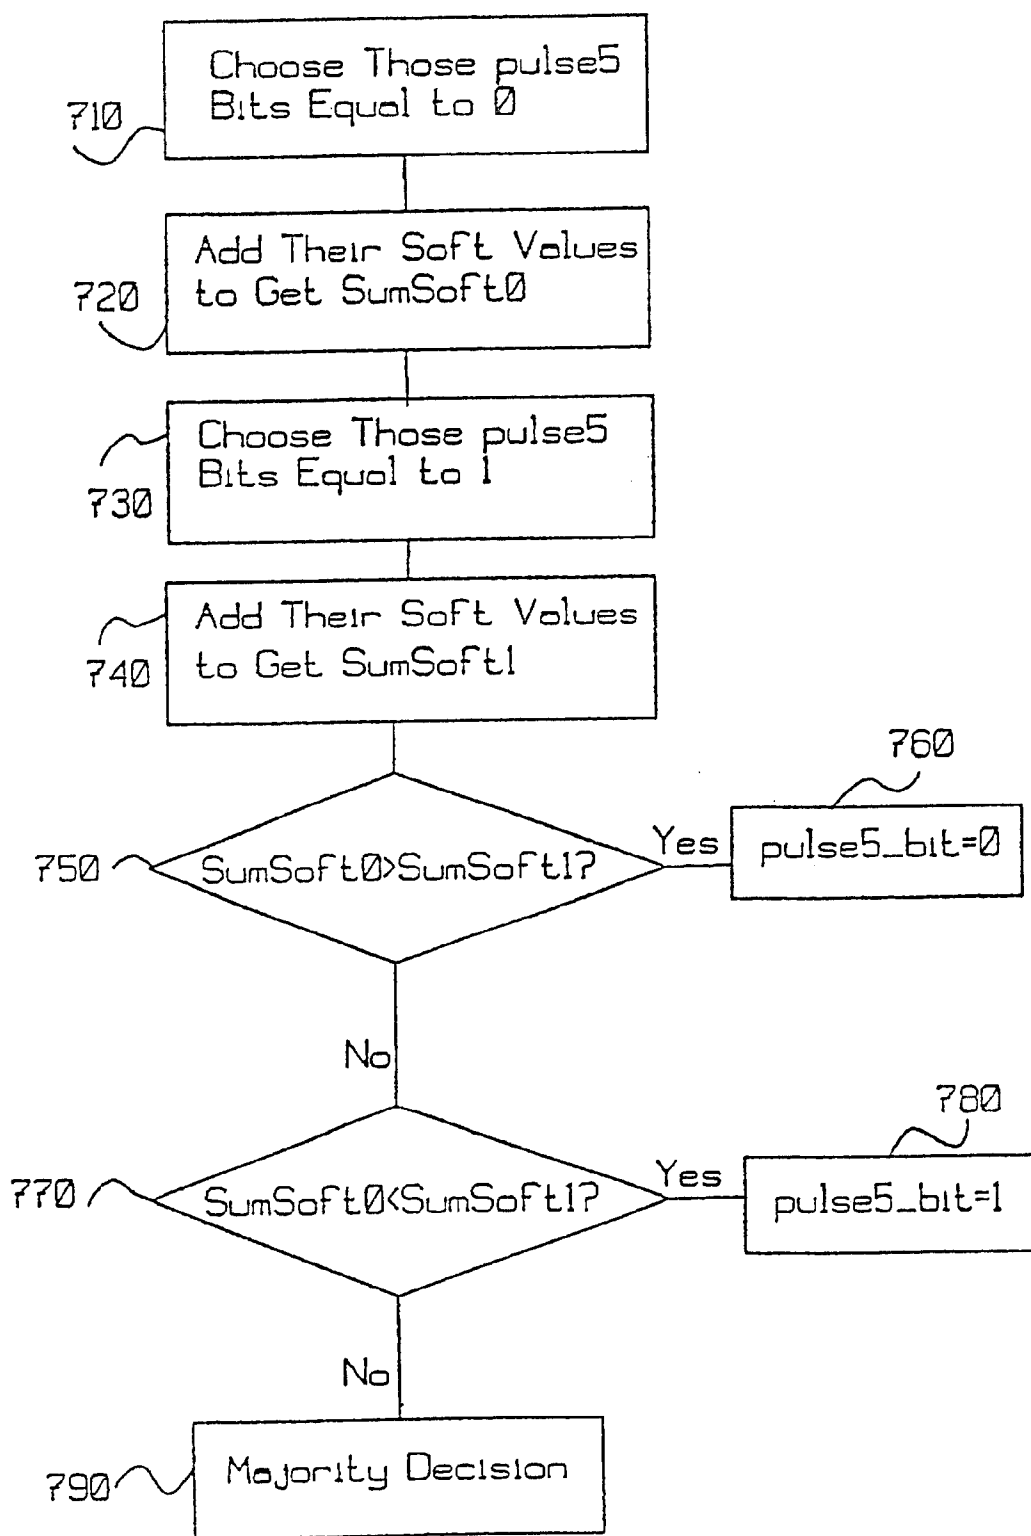 Choose Those pulse5
Bits Equal to 0
710
Add Their Soft Values
to Get SumSoft0
720
Choose Those pulse5
Bits Equal to 1
730
Add Their Soft Values
to Get SumSoft1
740
760
Yes
pulse5_bit=0
750
SumSoft0>SumSoft1?
No
780
Yes
pulse5_bit=1
770
SumSoft0<SumSoft1?
No
Majority Decision
790